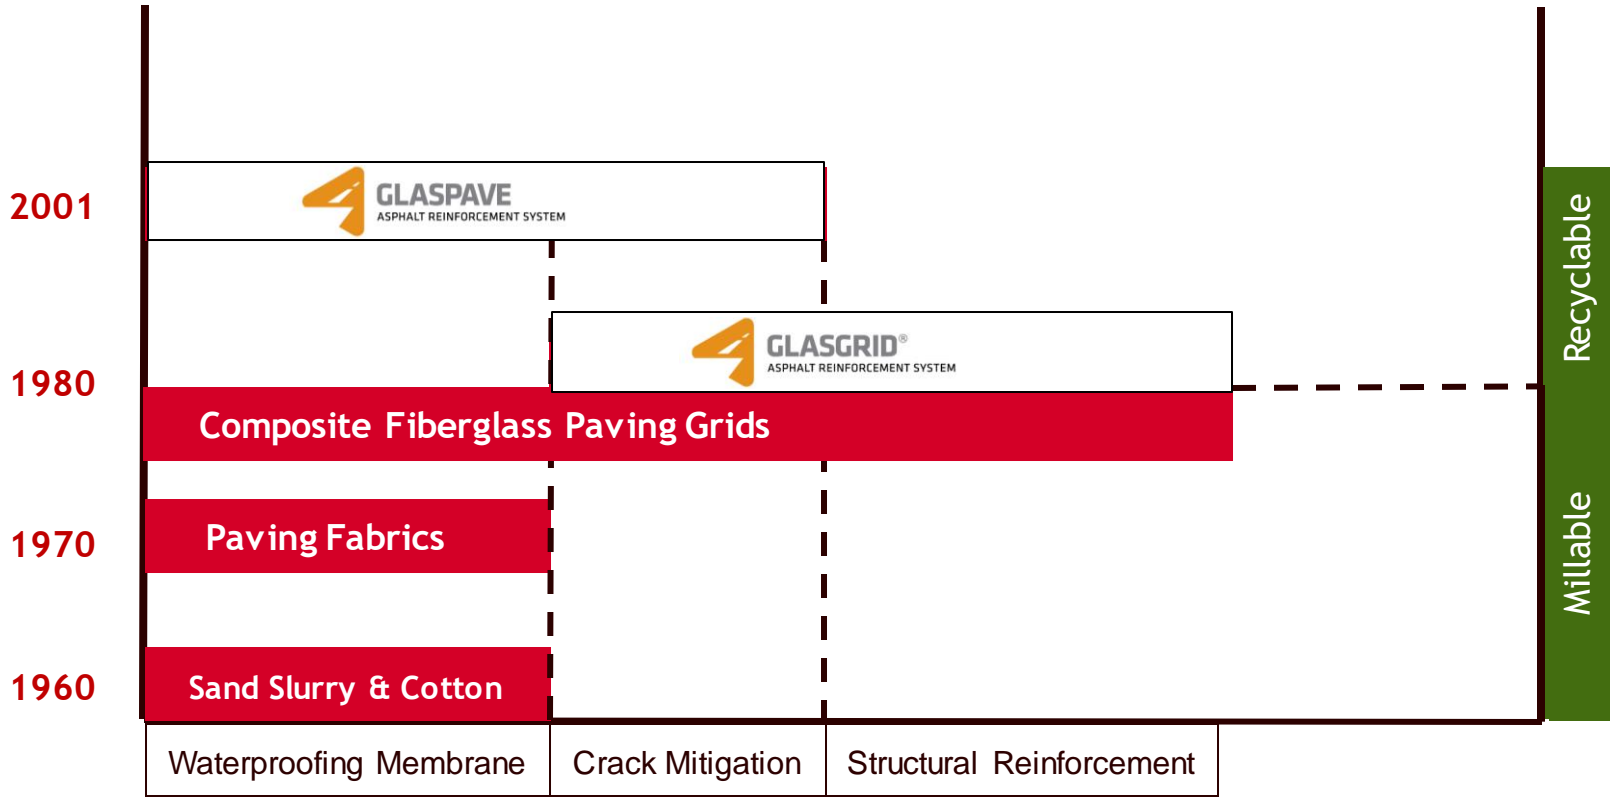 2001
GLASPAVE
ASPHALT REINFORCEMENT SYSTEM
Recyclable
GLASGRID®
ASPHALT REINFORCEMENT SYSTEM
1980
Composite Fiberglass Paving Grids
1970
Paving Fabrics
Millable
1960
Sand Slurry & Cotton
Waterproofing Membrane
Crack Mitigation
Structural Reinforcement